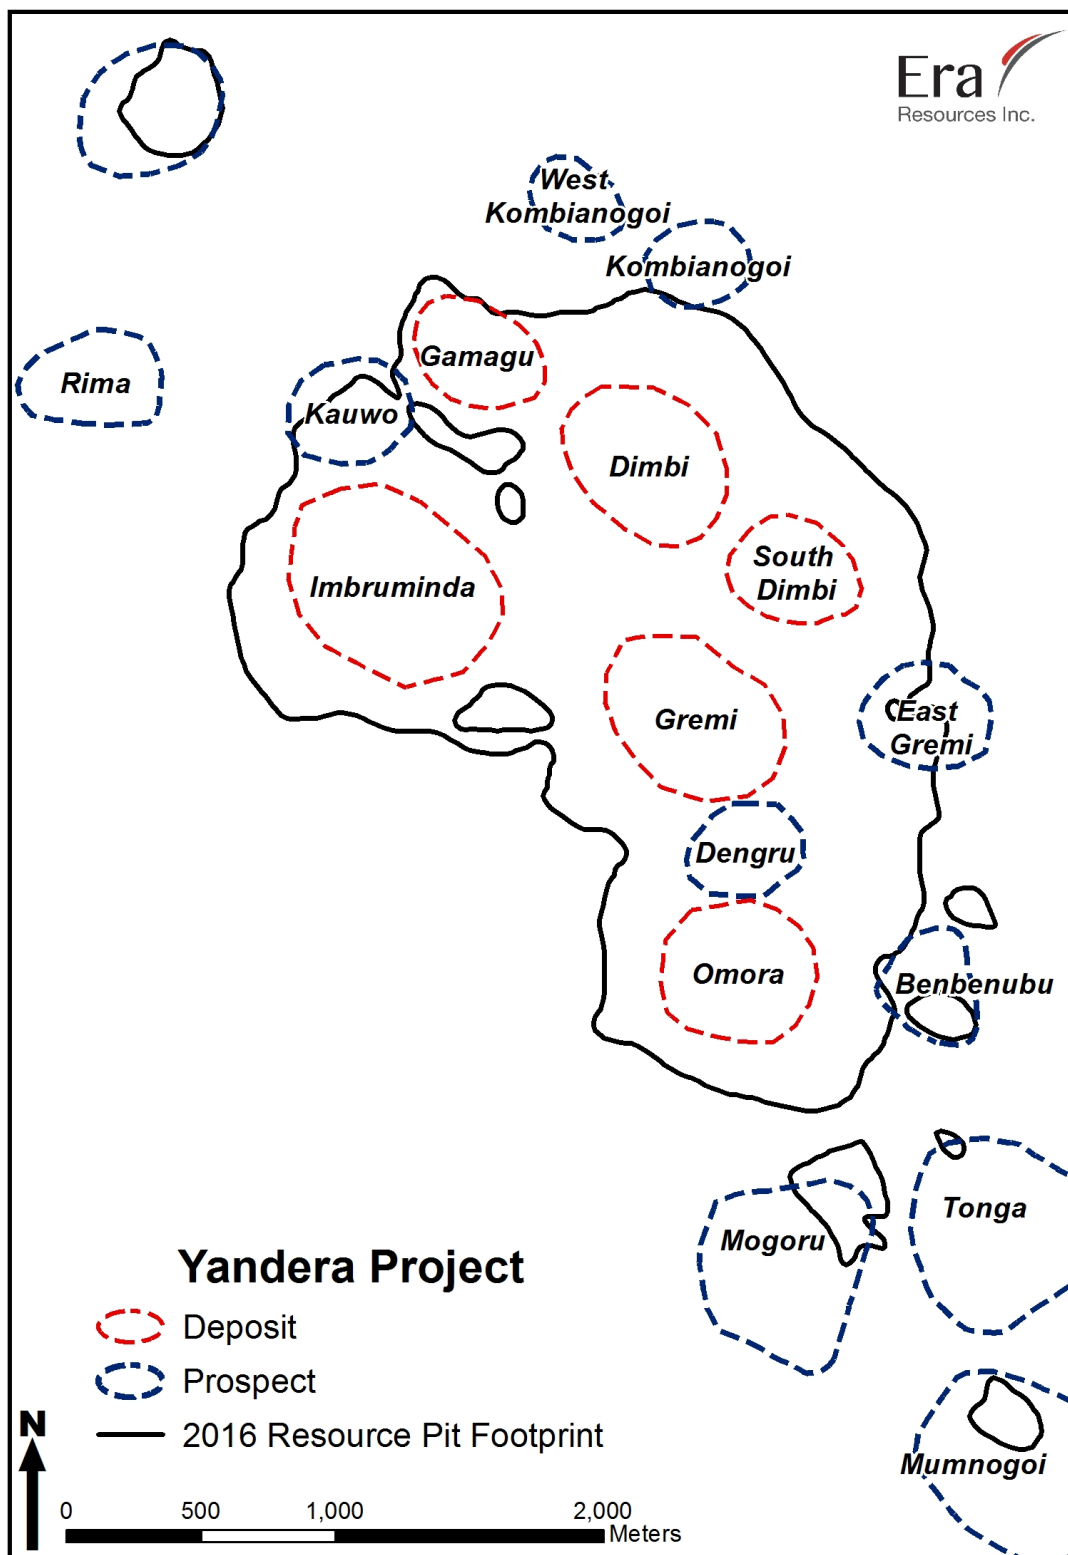 Era
Resources Inc.
West
Kombianogoi
Kombianogoi
Gamagu
Rima
Kauwo
Dimbi
South
Dimbi
Imbruminda
East
Gremi
Gremi
Dengru
Omora
Benbenubu
Tonga
Mogoru
Yandera Project
Deposit
Prospect
2016 Resource Pit Footprint
Mumnogoi
N
0 500 1,000 2,000
Meters